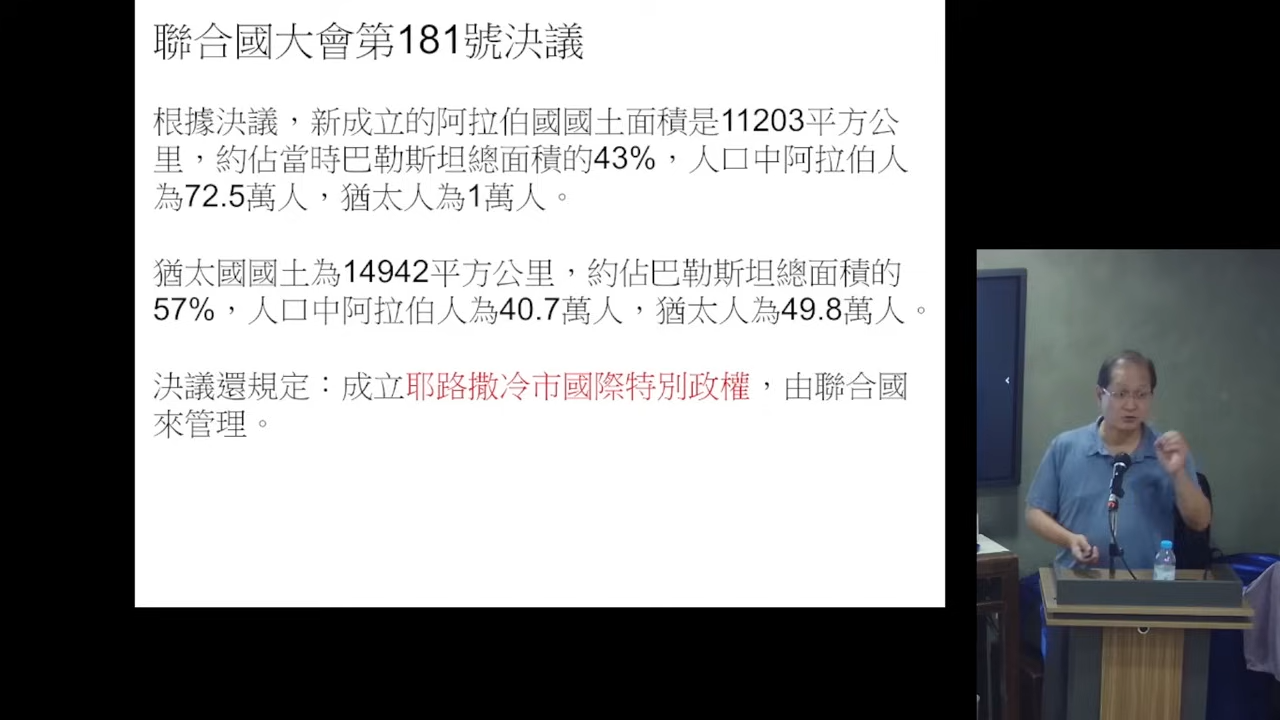 聯合國大會第181號決議
根據決議，新成立的阿拉伯國國土面積是11203平方公
里，約佔當時巴勒斯坦總面積的43%，人口中阿拉伯人
為72.5萬人，猶太人為1萬人。
猶太國國土為14942平方公里，約佔巴勒斯坦總面積的
57%，人口中阿拉伯人為40.7萬人，猶太人為49.8萬人。
決議還規定：成立耶路撒冷市國際特別政權，由聯合國
來管理。